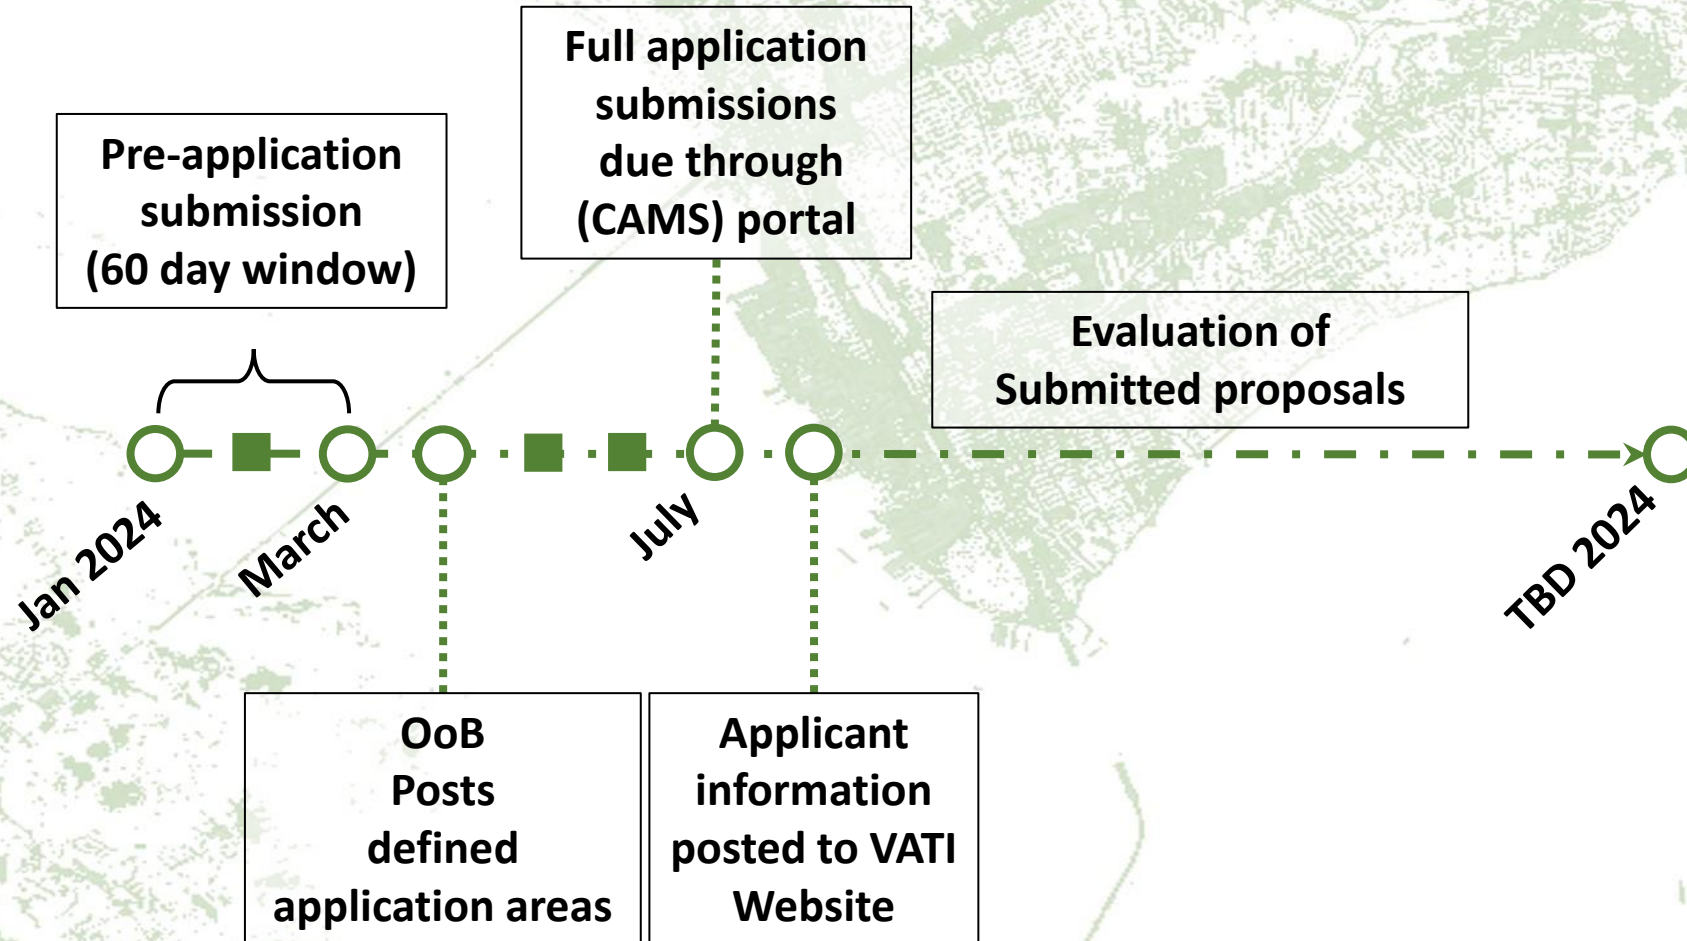 Full application
submissions
due through
(CAMS) portal
Pre-application
submission
(60 day window)
Evaluation of
Submitted proposals
Jan 2024
March
July
TBD 2024
OoB
Posts
defined
application areas
Applicant
information
posted to VATI
Website